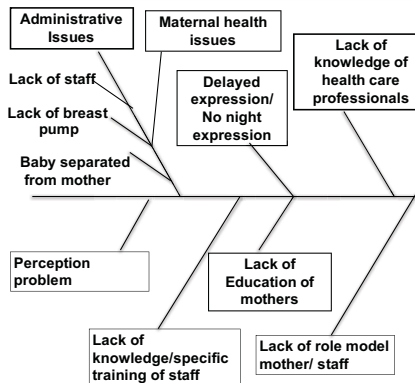 Administrative
Issues
Maternal health
issues
Lack of
knowledge of
health care
professionals
Lack of staff
Delayed
expression/
No night
expression
Lack of breast
pump
Baby separated
from mother
Perception
problem
Lack of
Education of
mothers
Lack of
knowledge/specific
training of staff
Lack of role model
mother/ staff